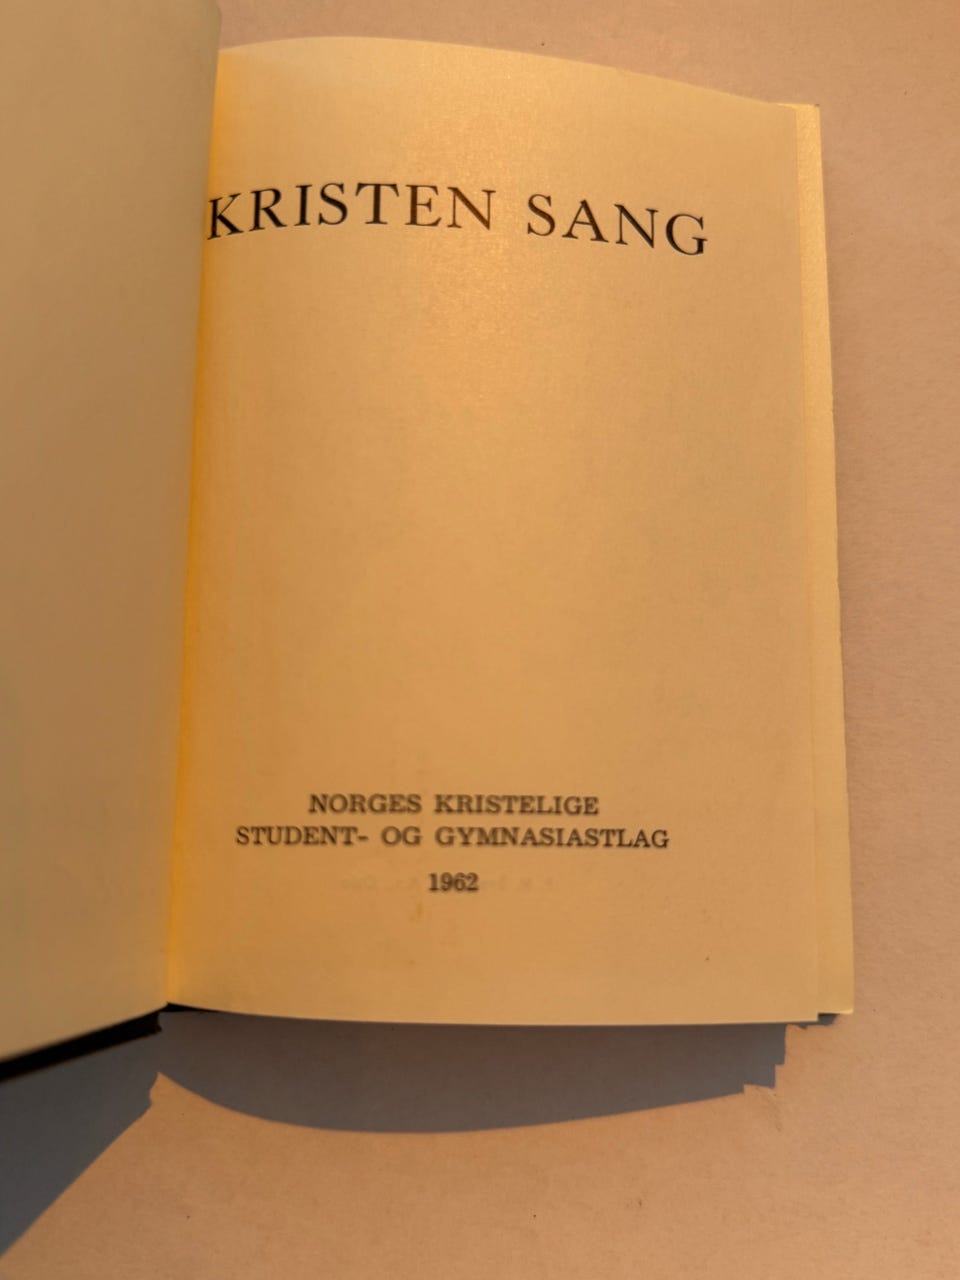 KRISTEN SANG
NORGES KRISTELIGE
STUDENT- OG GYMNASIASTLAG
1962